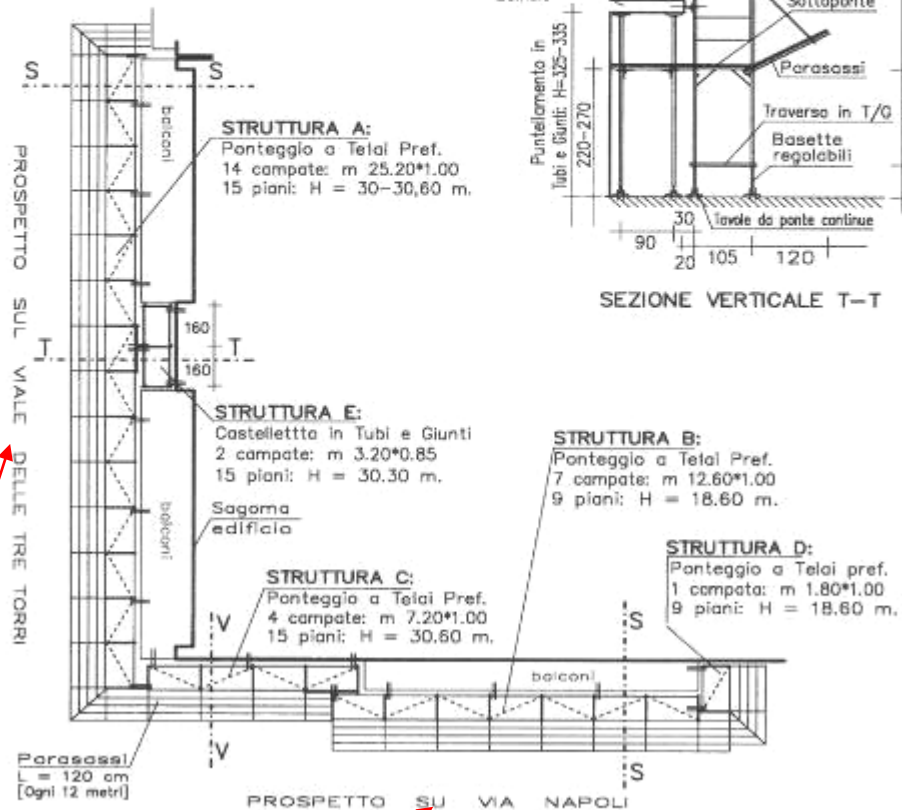 Sottoponte
Puntellamento in
Tubi e Giunti: H=325-335
220-270
Parasassi
Traverso in T/G
Basette
regolabili
Tavole da ponte continue
30
90
20
105
120
SEZIONE VERTICALE T-T
S
S
balconi
STRUTTURA A:
Ponteggio a Telai Pref.
14 campate: m 25.20*1.00
15 piani: H = 30-30,60 m.
PROSPETTO SUL VIALE DELLE TRE TORRI
160
T
T
160
STRUTTURA E:
Castelletto in Tubi e Giunti
2 campate: m 3.20*0.85
15 piani: H = 30.30 m.
balconi
Sagoma
edificio
STRUTTURA B:
Ponteggio a Telai Pref.
7 campate: m 12.60*1.00
9 piani: H = 18.60 m.
STRUTTURA D:
Ponteggio a Telai pref.
1 campata: m 1.80*1.00
9 piani: H = 18.60 m.
STRUTTURA C:
Ponteggio a Telai Pref.
4 campate: m 7.20*1.00
15 piani: H = 30.60 m.
V
S
balconi
V
S
Parasassi
L = 120 cm
[Ogni 12 metri]
PROSPETTO SU VIA NAPOLI